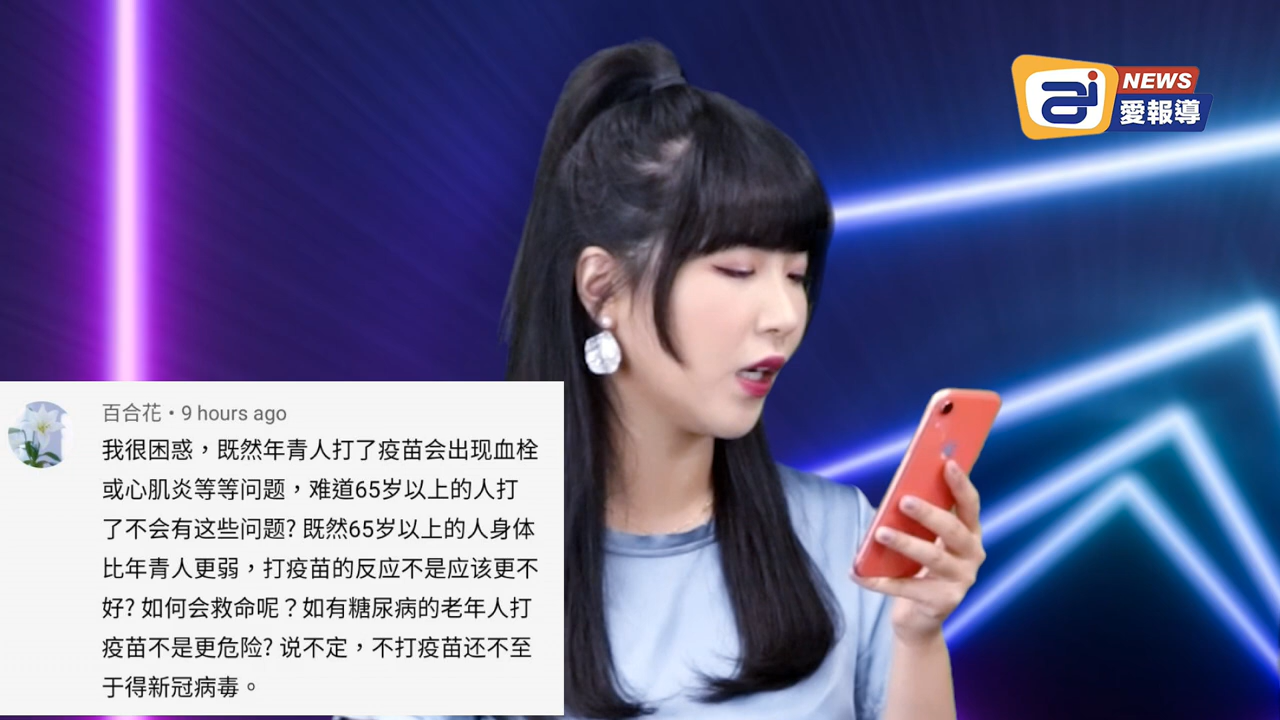 NEWS
愛報導
百合花・9 hours ago
我很困惑，既然年青人打了疫苗会出现血栓
或心肌炎等等问题，难道65岁以上的人打
了不会有这些问题? 既然65岁以上的人身体
比年青人更弱，打疫苗的反应不是应该更不
好? 如何会救命呢？如有糖尿病的老年人打
疫苗不是更危险? 说不定，不打疫苗还不至
于得新冠病毒。